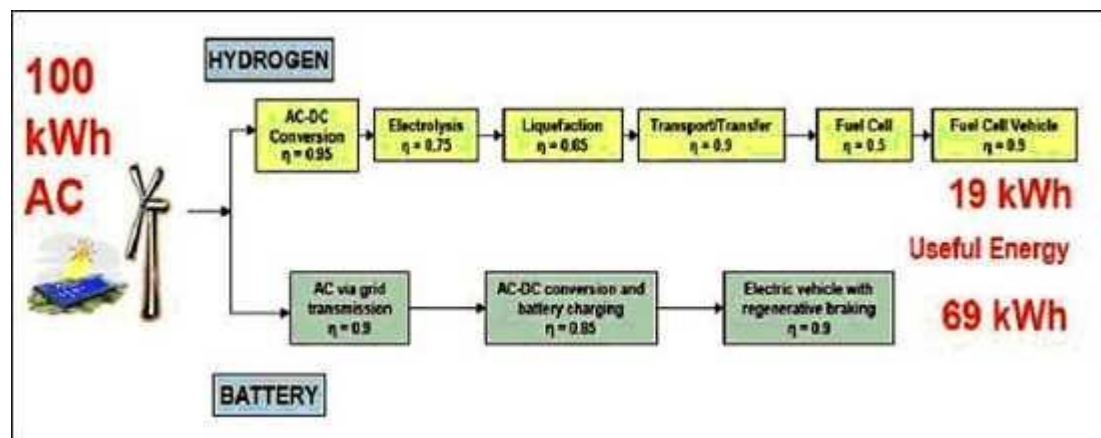 100
kWh
AC
HYDROGEN
AC-DC
Conversion
η = 0.95
Electrolysis
η = 0.75
Liquefaction
η = 0.65
Transport/Transfer
η = 0.9
Fuel Cell
η = 0.5
Fuel Cell Vehicle
η = 0.9
19 kWh
Useful Energy
69 kWh
AC via grid
transmission
η = 0.9
AC-DC conversion and
battery charging
η = 0.85
Electric vehicle with
regenerative braking
η = 0.9
BATTERY